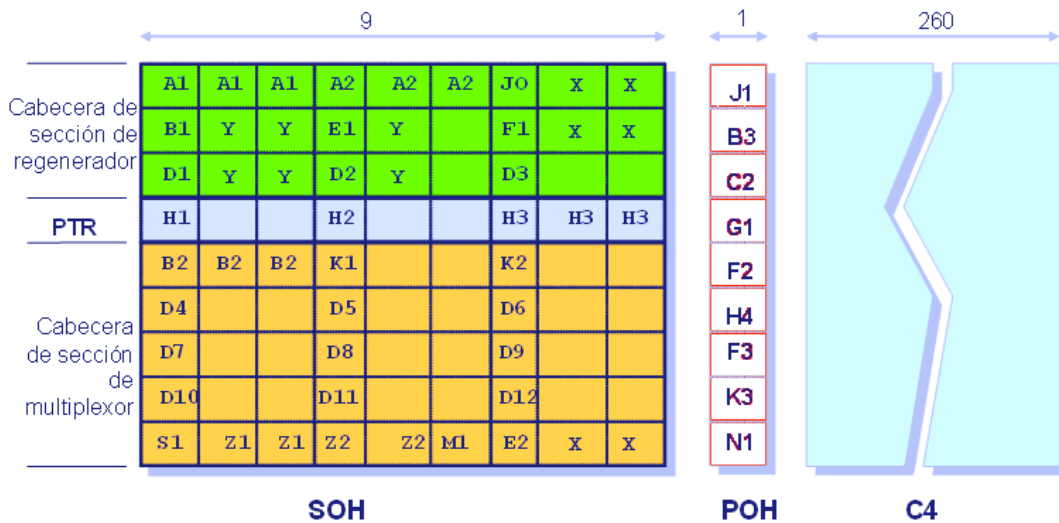 9 1 260
Cabecera de sección de regenerador
A1 A1 A1 A2 A2 A2 J0 X X
B1 Y Y E1 Y F1 X X
D1 Y Y D2 Y D3
PTR
H1 H2 H3 H3 H3
Cabecera de sección de multiplexor
B2 B2 B2 K1 K2
D4 D5 D6
D7 D8 D9
D10 D11 D12
S1 Z1 Z1 Z2 Z2 M1 E2 X X
J1
B3
C2
G1
F2
H4
F3
K3
N1
SOH POH C4